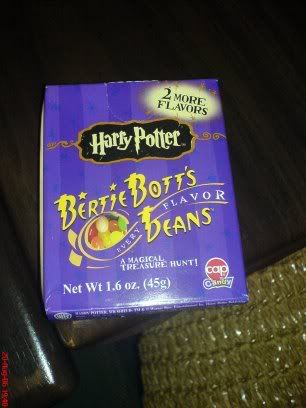 2 MORE
FLAVORS
Harry Potter
BERTIE BOTT'S
EVERY FLAVOR
BEANS
A MAGICAL
TREASURE HUNT!
Net Wt 1.6 oz. (45g)
cap
Candy